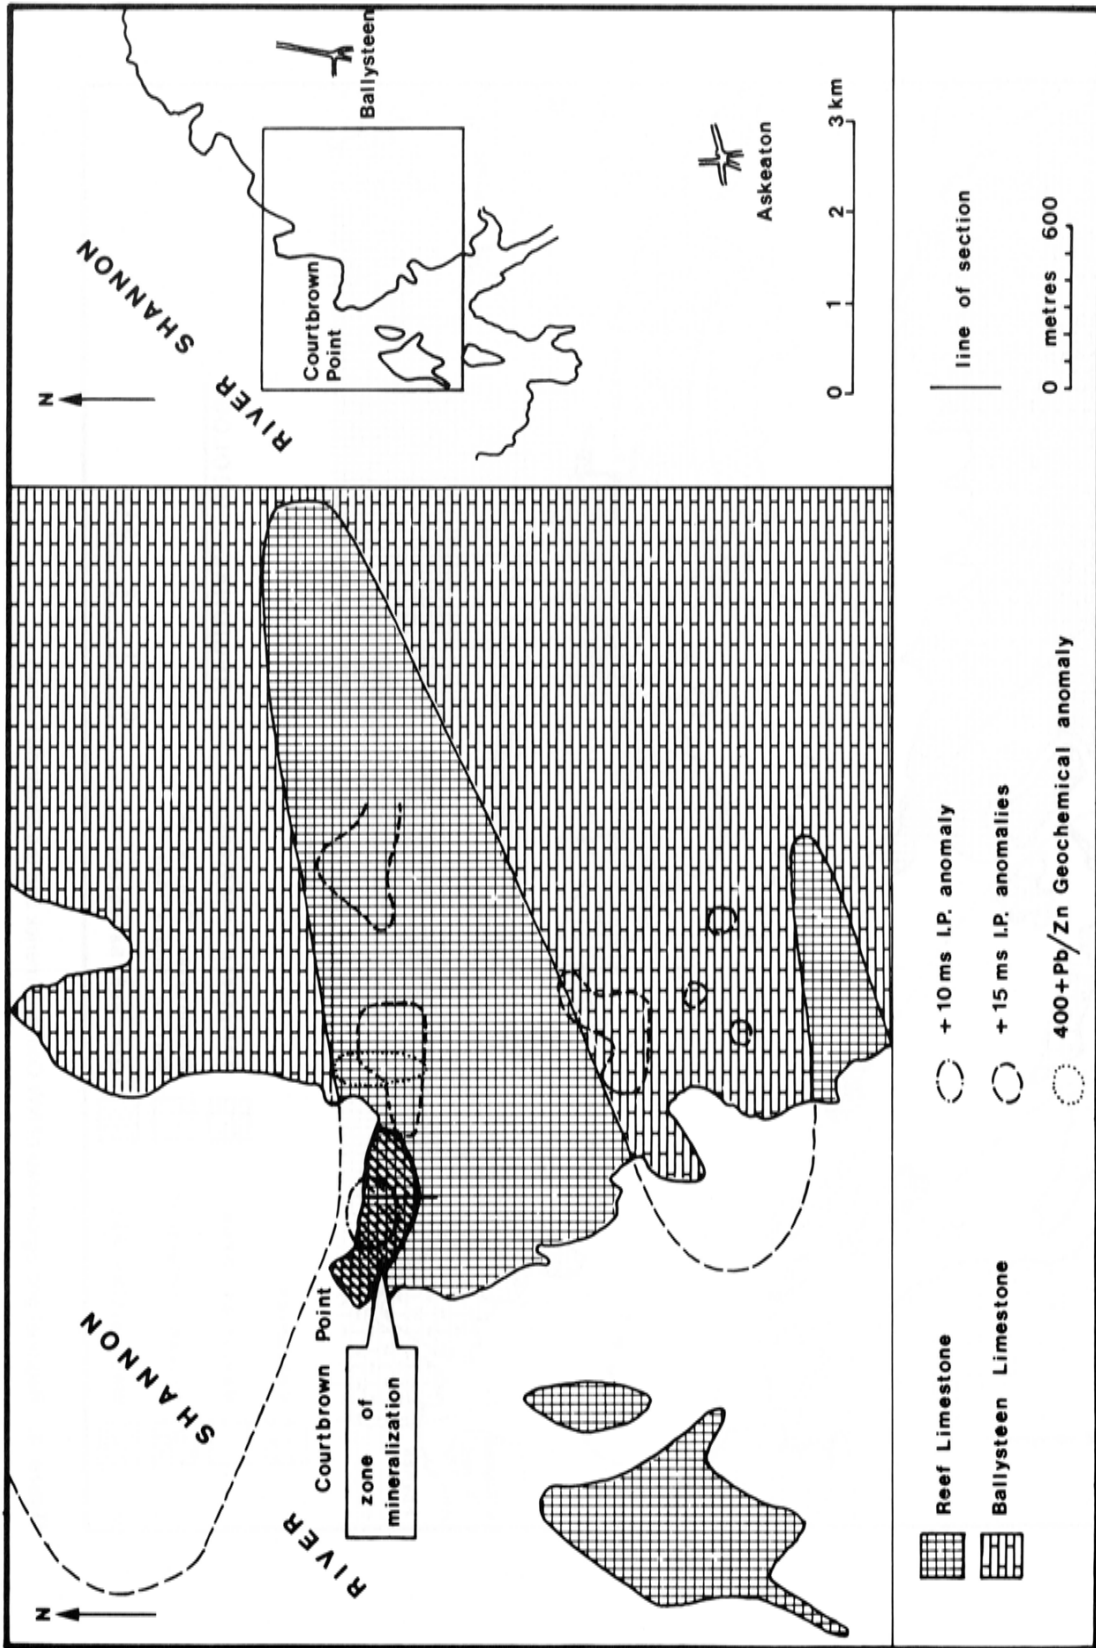 N
SHANNON
RIVER
Courtbrown Point
zone of
mineralization
N
RIVER SHANNON
Courtbrown
Point
Ballysteen
Askeaton
0 1 2 3 km
Reef Limestone
Ballysteen Limestone
+ 10 ms I.P. anomaly
+ 15 ms I.P. anomalies
400+Pb/Zn Geochemical anomaly
line of section
0 metres 600